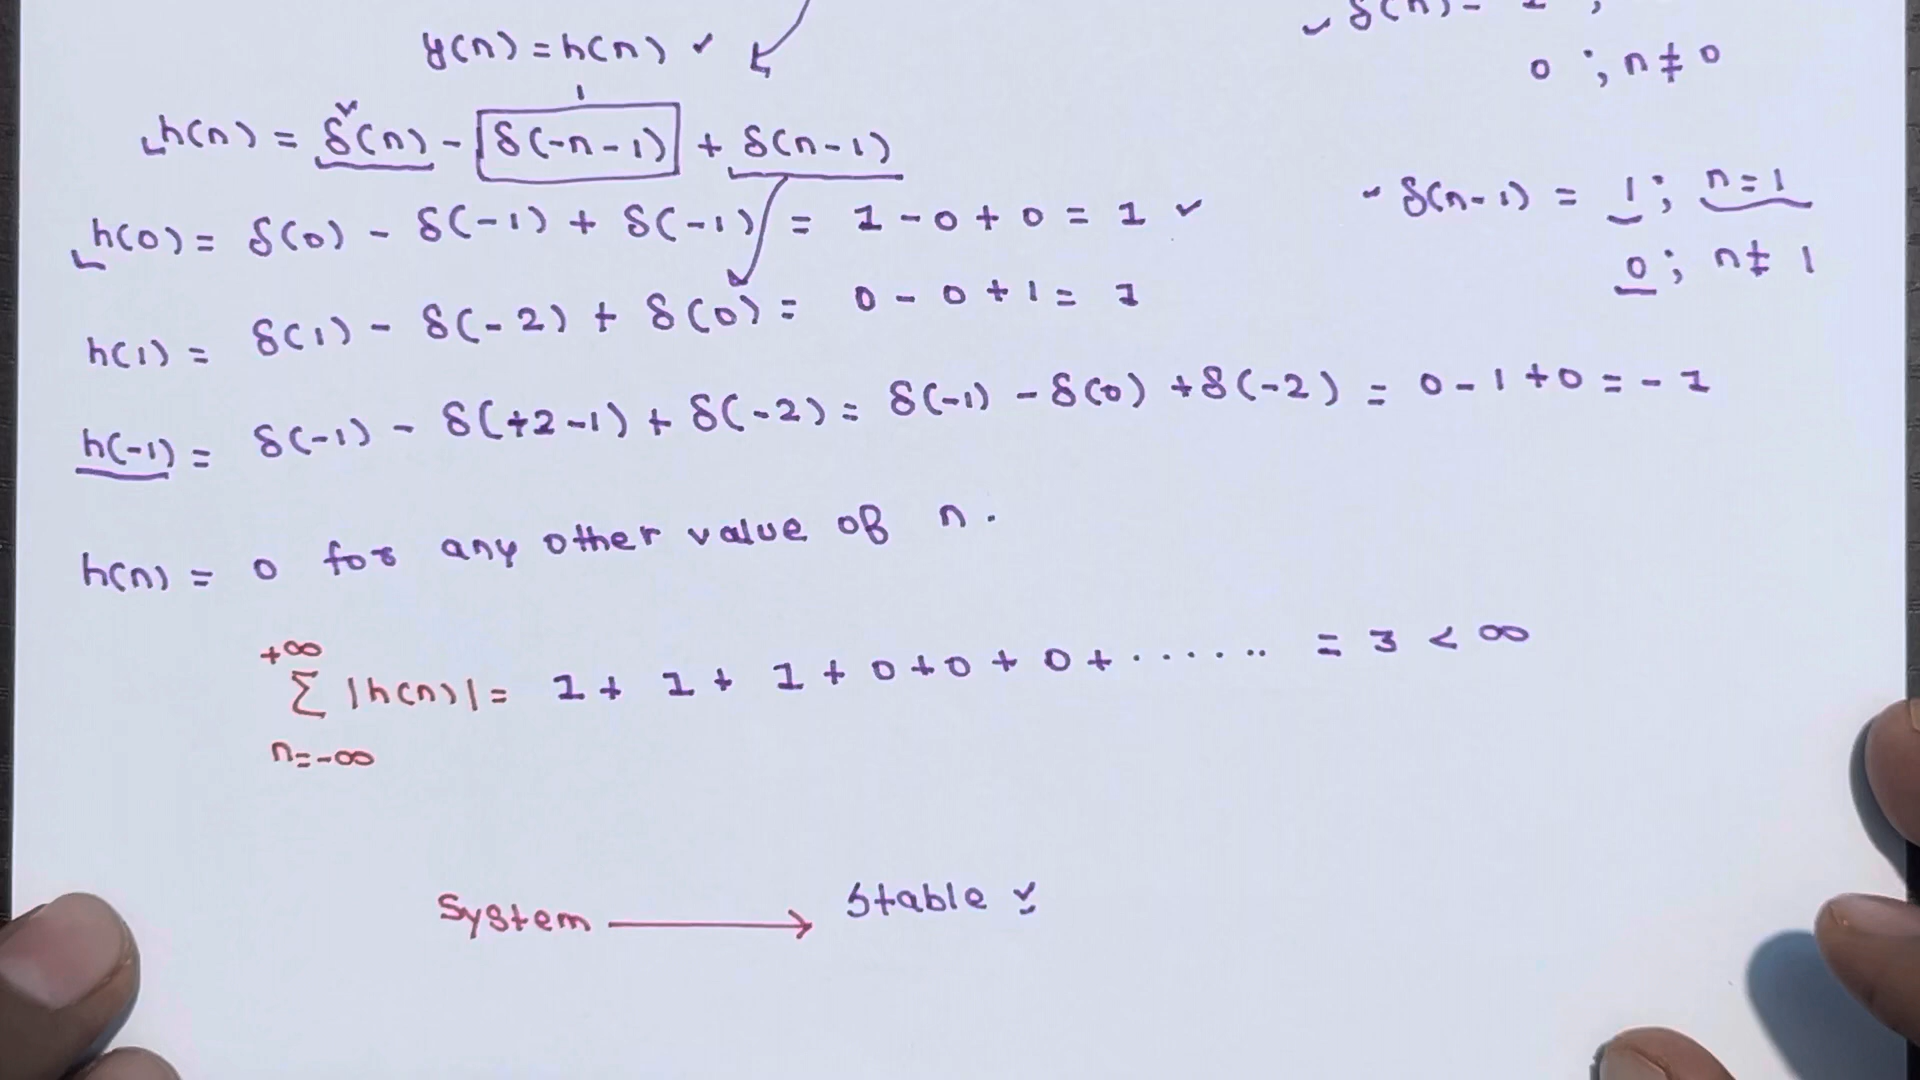 y(n) = h(n) ✓
δ(n) - 1 ;
0 ; n ≠ 0
h(n) = δ(n) - δ(-n-1) + δ(n-1)
δ(n-1) = 1 ; n=1
0 ; n ≠ 1
h(0) = δ(0) - δ(-1) + δ(-1) = 1 - 0 + 0 = 1 ✓
h(1) = δ(1) - δ(-2) + δ(0) = 0 - 0 + 1 = 1
h(-1) = δ(-1) - δ(+2-1) + δ(-2) = δ(-1) - δ(0) + δ(-2) = 0 - 1 + 0 = - 1
h(n) = 0 for any other value of n.
+∞
Σ |h(n)| = 1 + 1 + 1 + 0 + 0 + 0 + ...... = 3 < ∞
n=-∞
System ⟶ Stable ✓